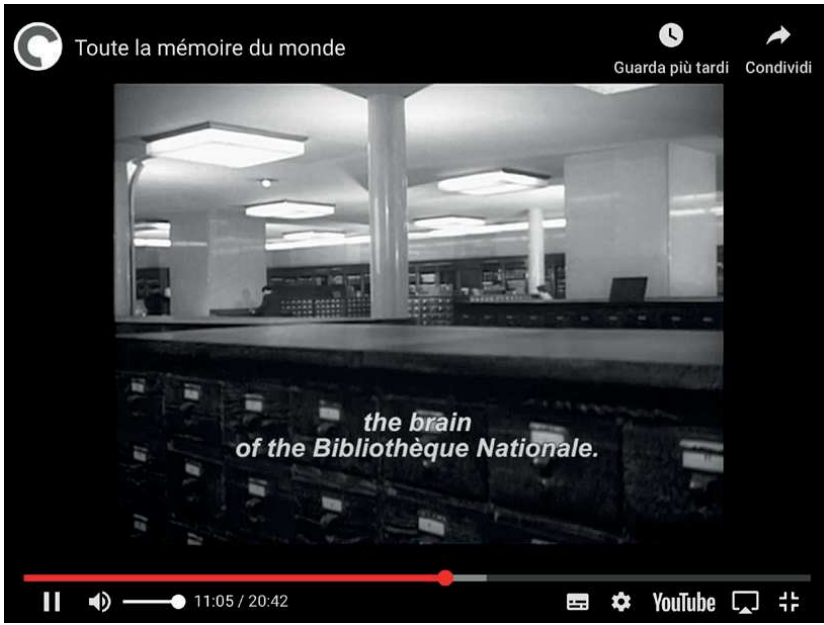 Toute la mémoire du monde
Guarda più tardi
Condividi
the brain
of the Bibliothèque Nationale.
11:05 / 20:42
YouTube